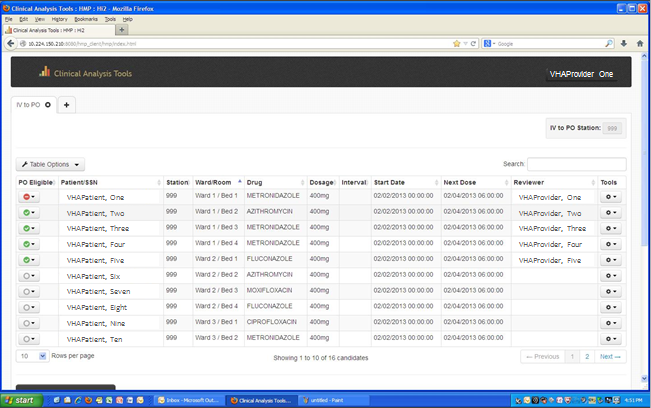 Clinical Analysis Tools : HMP : Hi2 - Mozilla Firefox
File Edit View History Bookmarks Tools Help
Clinical Analysis Tools : HMP : Hi2 +
10.224.150.210:8080/hmp_client/hmp/index.html Google
Clinical Analysis Tools VHAProvider One
IV to PO +
IV to PO Station: 999
Table Options Search:
PO Eligible Patient/SSN Station Ward/Room Drug Dosage Interval Start Date Next Dose Reviewer Tools
VHAPatient, One 999 Ward 1 / Bed 1 METRONIDAZOLE 400mg 02/02/2013 00:00:00 02/04/2013 06:00:00 VHAProvider, One
VHAPatient, Two 999 Ward 1 / Bed 2 AZITHROMYCIN 400mg 02/02/2013 00:00:00 02/04/2013 06:00:00 VHAProvider, Two
VHAPatient, Three 999 Ward 1 / Bed 3 METRONIDAZOLE 400mg 02/02/2013 00:00:00 02/04/2013 06:00:00 VHAProvider, Three
VHAPatient, Four 999 Ward 1 / Bed 4 METRONIDAZOLE 400mg 02/02/2013 00:00:00 02/04/2013 06:00:00 VHAProvider, Four
VHAPatient, Five 999 Ward 2 / Bed 1 FLUCONAZOLE 400mg 02/02/2013 00:00:00 02/04/2013 06:00:00 VHAProvider, Five
VHAPatient, Six 999 Ward 2 / Bed 2 AZITHROMYCIN 400mg 02/02/2013 00:00:00 02/04/2013 06:00:00
VHAPatient, Seven 999 Ward 2 / Bed 3 MOXIFLOXACIN 400mg 02/02/2013 00:00:00 02/04/2013 06:00:00
VHAPatient, Eight 999 Ward 2 / Bed 4 FLUCONAZOLE 400mg 02/02/2013 00:00:00 02/04/2013 06:00:00
VHAPatient, Nine 999 Ward 3 / Bed 1 CIPROFLOXACIN 400mg 02/02/2013 00:00:00 02/04/2013 06:00:00
VHAPatient, Ten 999 Ward 3 / Bed 2 METRONIDAZOLE 400mg 02/02/2013 00:00:00 02/04/2013 06:00:00
10 Rows per page Showing 1 to 10 of 16 candidates ← Previous 1 2 Next →
start Inbox - Microsoft Out... Clinical Analysis Tools... untitled - Paint 4:51 PM